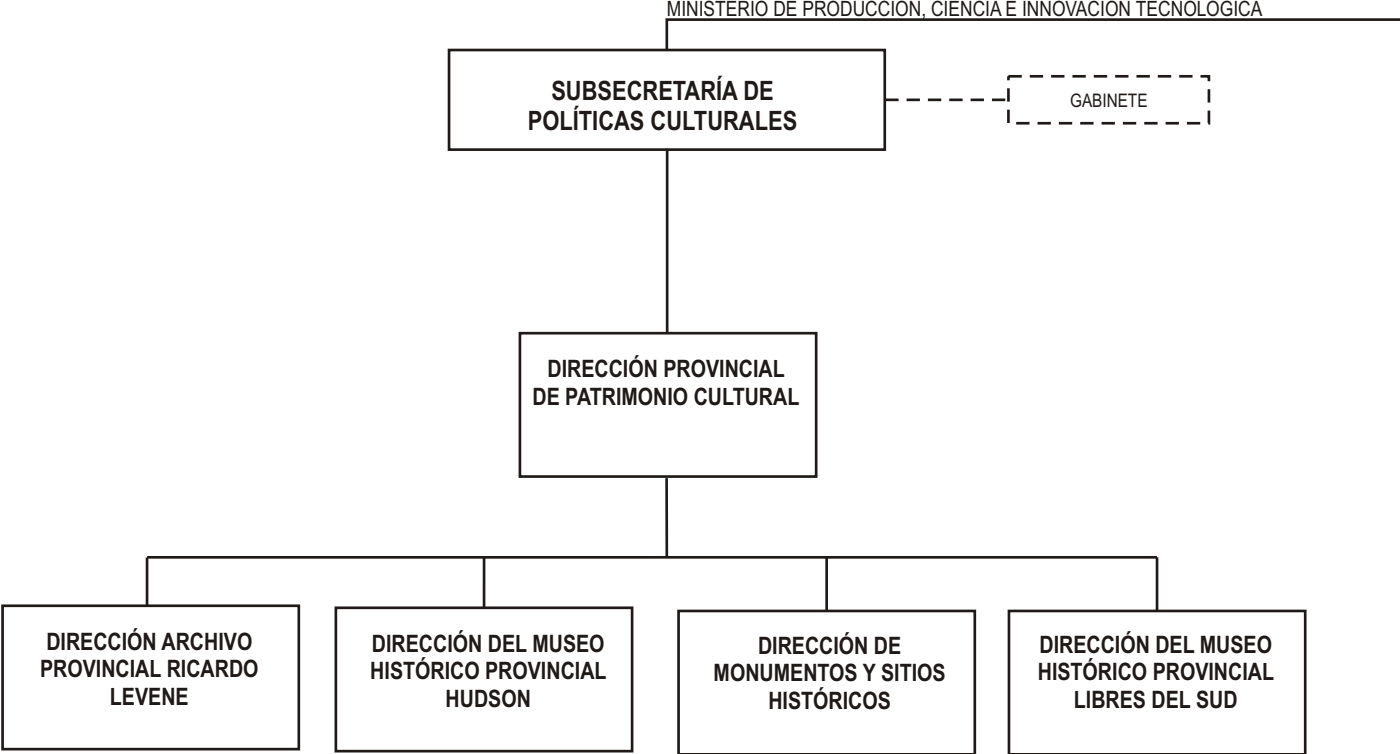 MINISTERIO DE PRODUCCIÓN, CIENCIA E INNOVACIÓN TECNOLÓGICA
SUBSECRETARÍA DE
POLÍTICAS CULTURALES
GABINETE
DIRECCIÓN PROVINCIAL
DE PATRIMONIO CULTURAL
DIRECCIÓN ARCHIVO
PROVINCIAL RICARDO
LEVENE
DIRECCIÓN DEL MUSEO
HISTÓRICO PROVINCIAL
HUDSON
DIRECCIÓN DE
MONUMENTOS Y SITIOS
HISTÓRICOS
DIRECCIÓN DEL MUSEO
HISTÓRICO PROVINCIAL
LIBRES DEL SUD